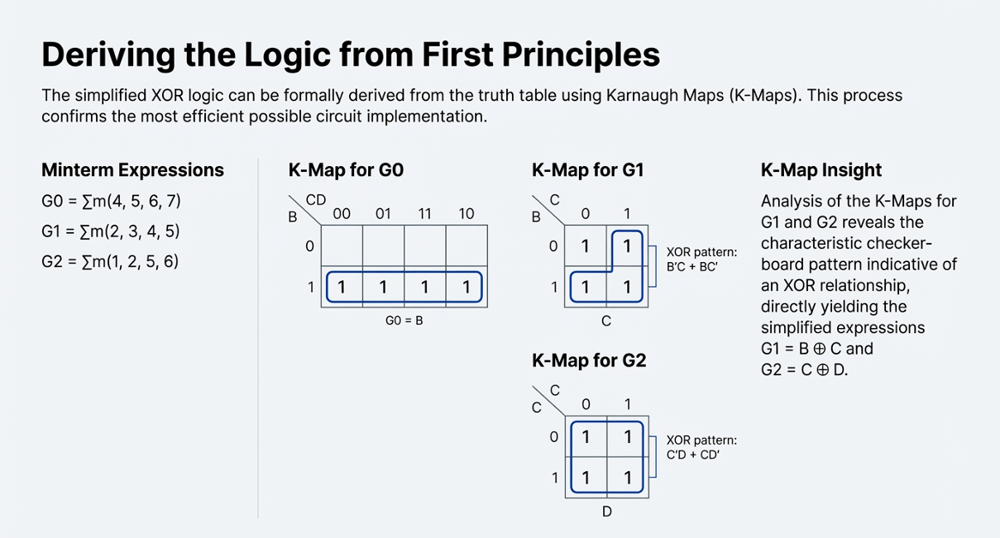 Deriving the Logic from First Principles
The simplified XOR logic can be formally derived from the truth table using Karnaugh Maps (K-Maps). This process
confirms the most efficient possible circuit implementation.
Minterm Expressions
G0 = ∑m(4, 5, 6, 7)
G1 = ∑m(2, 3, 4, 5)
G2 = ∑m(1, 2, 5, 6)
K-Map for G0
CD
B
00 01 11 10
0
1 1 1 1 1
G0 = B
K-Map for G1
C
B
0 1
0 1 1
1 1 1
C
XOR pattern:
B'C + BC'
K-Map for G2
C
C
0 1
0 1 1
1 1 1
D
XOR pattern:
C'D + CD'
K-Map Insight
Analysis of the K-Maps for
G1 and G2 reveals the
characteristic checker-
board pattern indicative of
an XOR relationship,
directly yielding the
simplified expressions
G1 = B ⊕ C and
G2 = C ⊕ D.